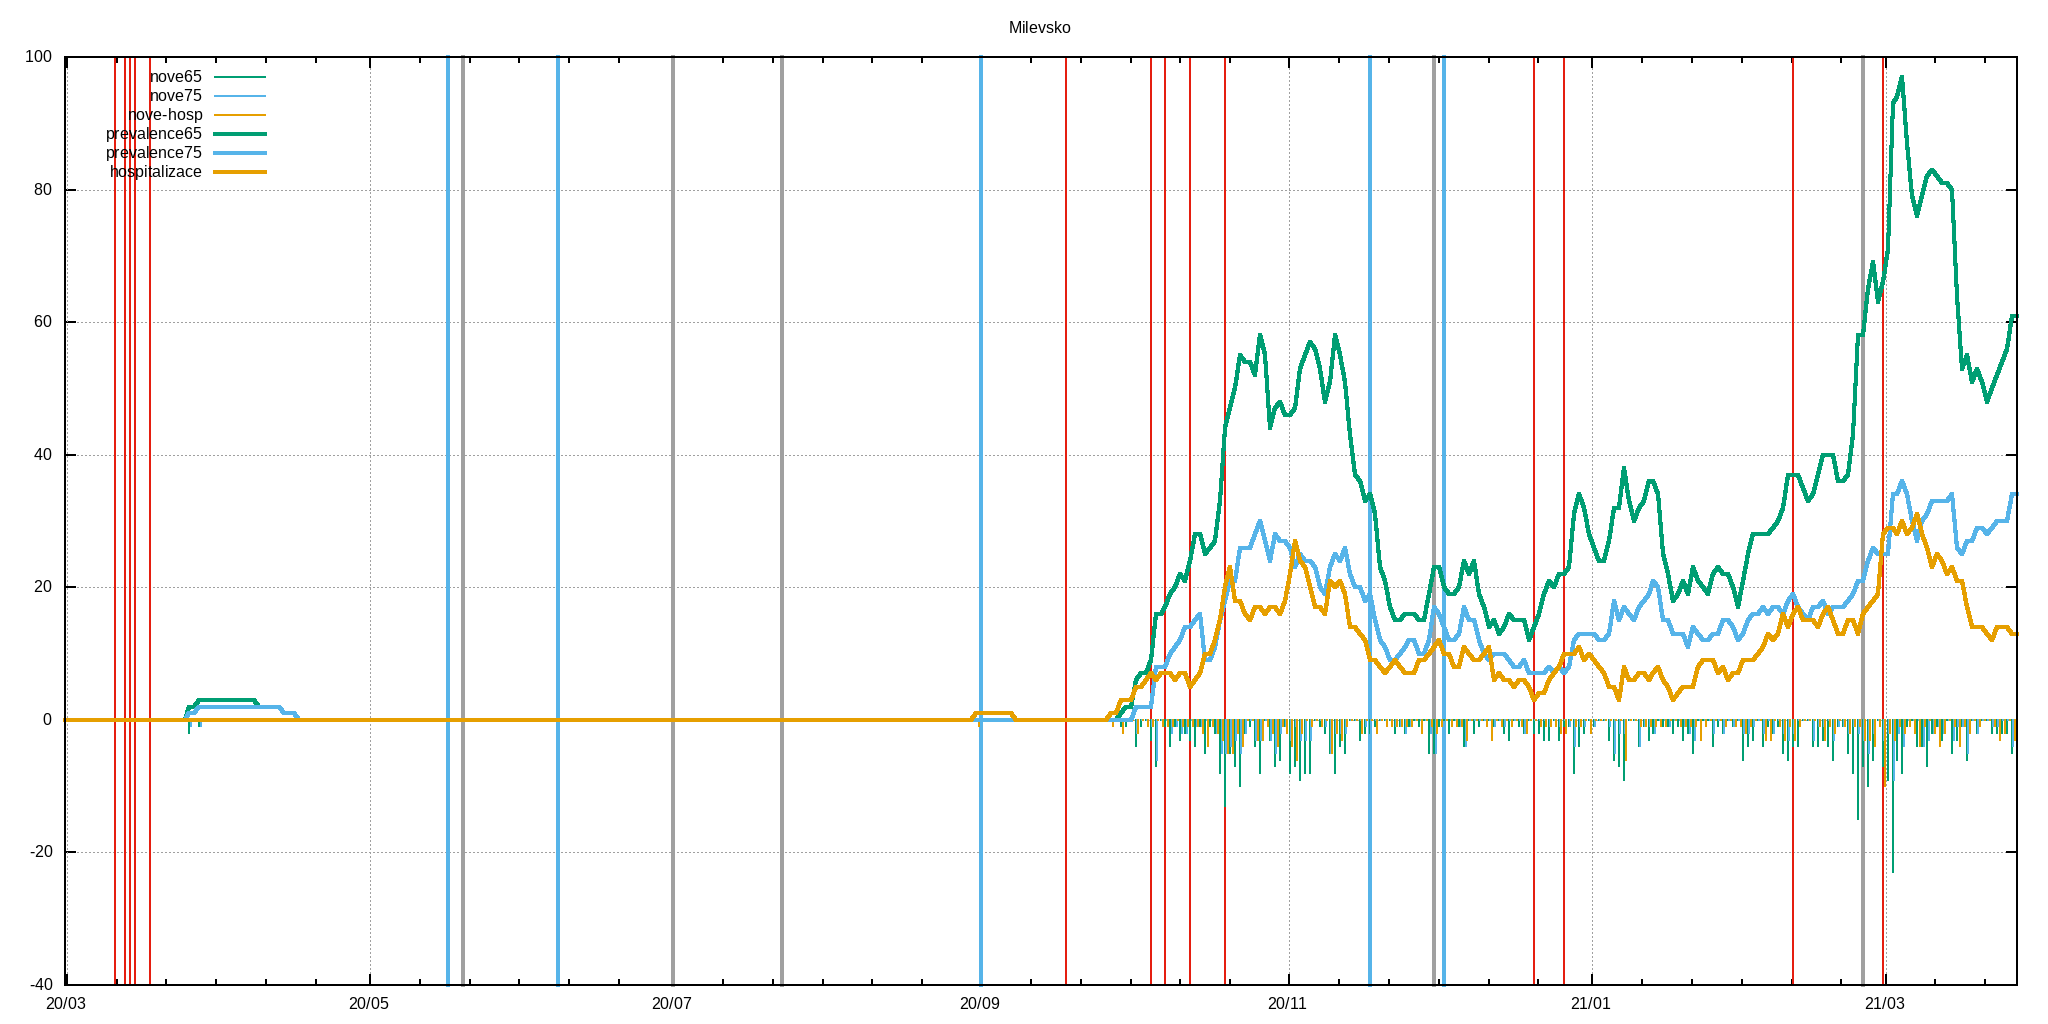 Milevsko
100
nove65
nove75
nove-hosp
prevalence65
prevalence75
hospitalizace
80
60
40
20
0
-20
-40
20/03 20/05 20/07 20/09 20/11 21/01 21/03